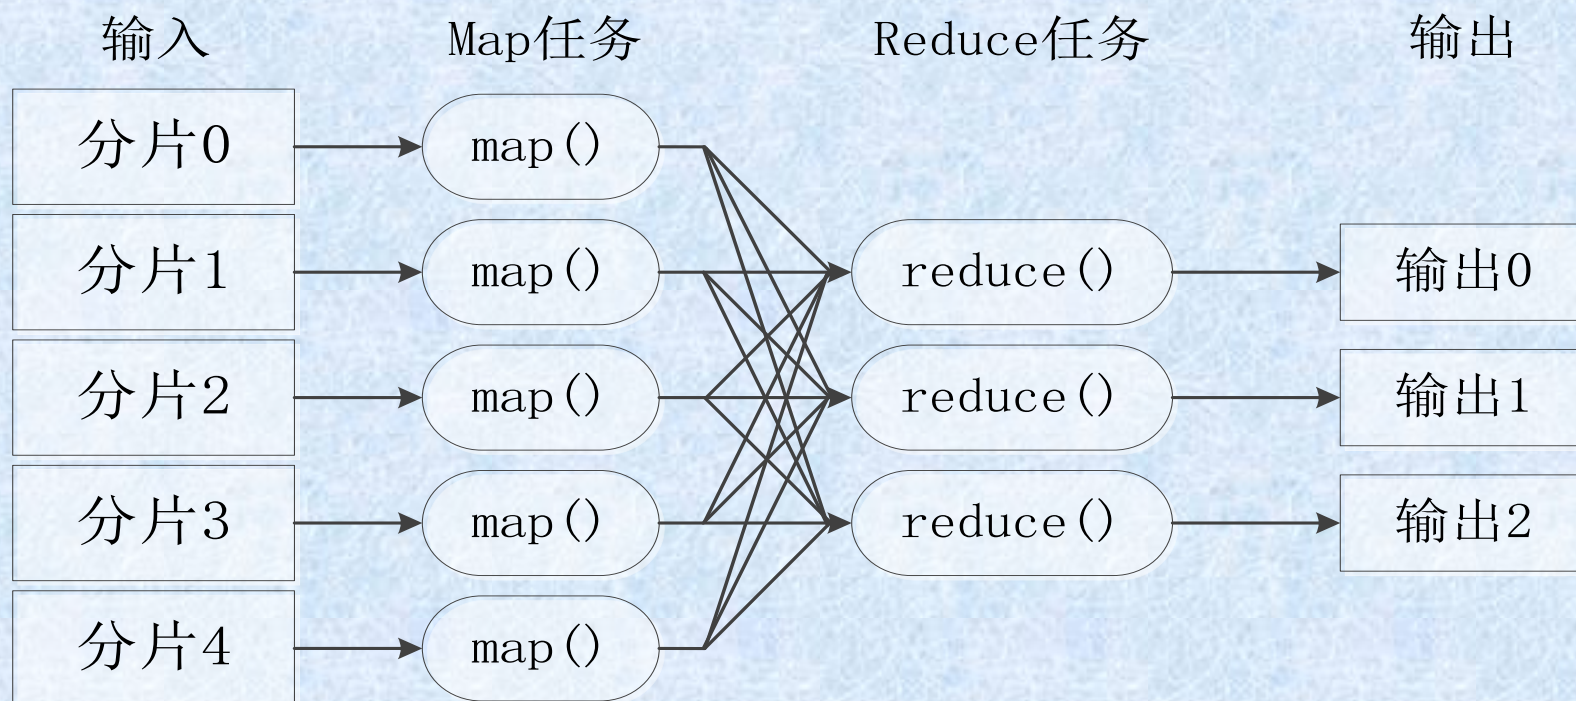 输入 Map任务 Reduce任务 输出
分片0 map()
分片1 map() reduce() 输出0
分片2 map() reduce() 输出1
分片3 map() reduce() 输出2
分片4 map()